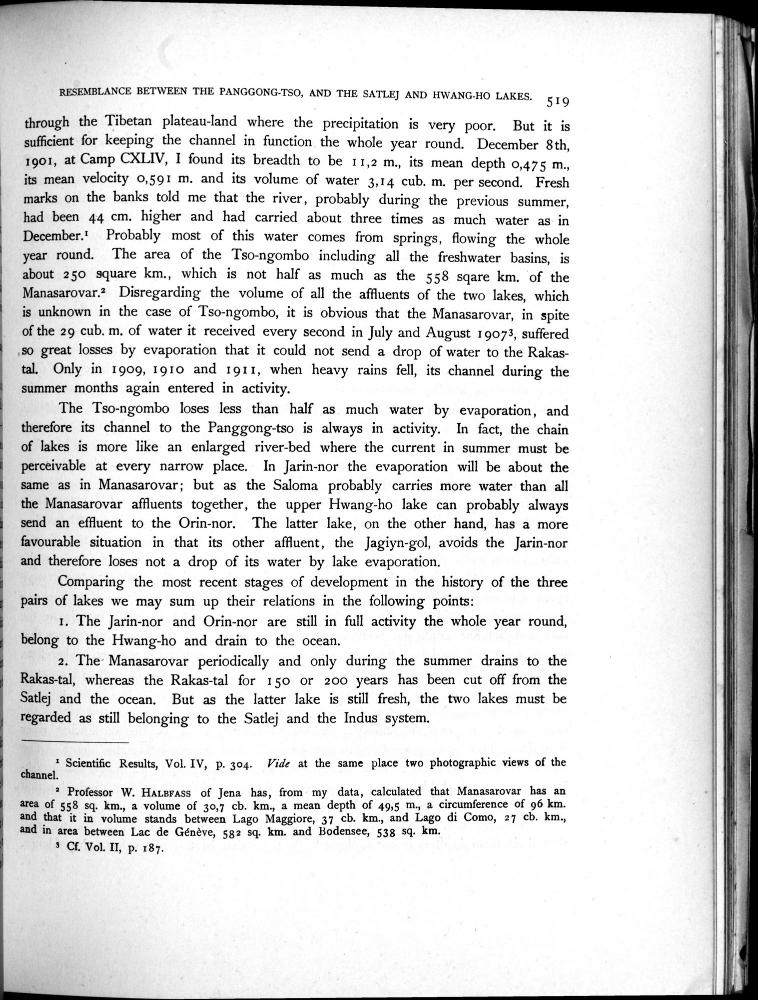 RESEMBLANCE BETWEEN THE PANGGONG-TSO, AND THE SATLEJ AND HWANG-HO LAKES. 519
through the Tibetan plateau-land where the precipitation is very poor. But it is
sufficient for keeping the channel in function the whole year round. December 8th,
1901, at Camp CXLIV, I found its breadth to be 11,2 m., its mean depth 0,475 m.,
its mean velocity 0,591 m. and its volume of water 3,14 cub. m. per second. Fresh
marks on the banks told me that the river, probably during the previous summer,
had been 44 cm. higher and had carried about three times as much water as in
December.¹ Probably most of this water comes from springs, flowing the whole
year round. The area of the Tso-ngombo including all the freshwater basins, is
about 250 square km., which is not half as much as the 558 sqare km. of the
Manasarovar.² Disregarding the volume of all the affluents of the two lakes, which
is unknown in the case of Tso-ngombo, it is obvious that the Manasarovar, in spite
of the 29 cub. m. of water it received every second in July and August 1907³, suffered
so great losses by evaporation that it could not send a drop of water to the Rakas-
tal. Only in 1909, 1910 and 1911, when heavy rains fell, its channel during the
summer months again entered in activity.
The Tso-ngombo loses less than half as much water by evaporation, and
therefore its channel to the Panggong-tso is always in activity. In fact, the chain
of lakes is more like an enlarged river-bed where the current in summer must be
perceivable at every narrow place. In Jarin-nor the evaporation will be about the
same as in Manasarovar; but as the Saloma probably carries more water than all
the Manasarovar affluents together, the upper Hwang-ho lake can probably always
send an effluent to the Orin-nor. The latter lake, on the other hand, has a more
favourable situation in that its other affluent, the Jagiyn-gol, avoids the Jarin-nor
and therefore loses not a drop of its water by lake evaporation.
Comparing the most recent stages of development in the history of the three
pairs of lakes we may sum up their relations in the following points:
1. The Jarin-nor and Orin-nor are still in full activity the whole year round,
belong to the Hwang-ho and drain to the ocean.
2. The Manasarovar periodically and only during the summer drains to the
Rakas-tal, whereas the Rakas-tal for 150 or 200 years has been cut off from the
Satlej and the ocean. But as the latter lake is still fresh, the two lakes must be
regarded as still belonging to the Satlej and the Indus system.
¹ Scientific Results, Vol. IV, p. 304. Vide at the same place two photographic views of the
channel.
² Professor W. HALBFASS of Jena has, from my data, calculated that Manasarovar has an
area of 558 sq. km., a volume of 30,7 cb. km., a mean depth of 49,5 m., a circumference of 96 km.
and that it in volume stands between Lago Maggiore, 37 cb. km., and Lago di Como, 27 cb. km.,
and in area between Lac de Génève, 582 sq. km. and Bodensee, 538 sq. km.
³ Cf. Vol. II, p. 187.